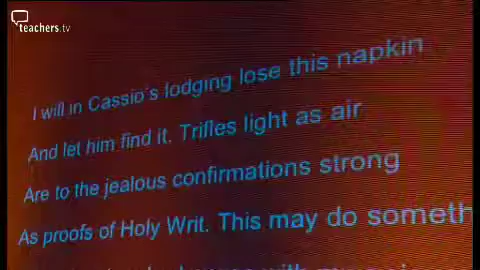 teachers.tv
I will in Cassio's lodging lose this napkin
And let him find it. Trifles light as air
Are to the jealous confirmations strong
As proofs of Holy Writ. This may do someth